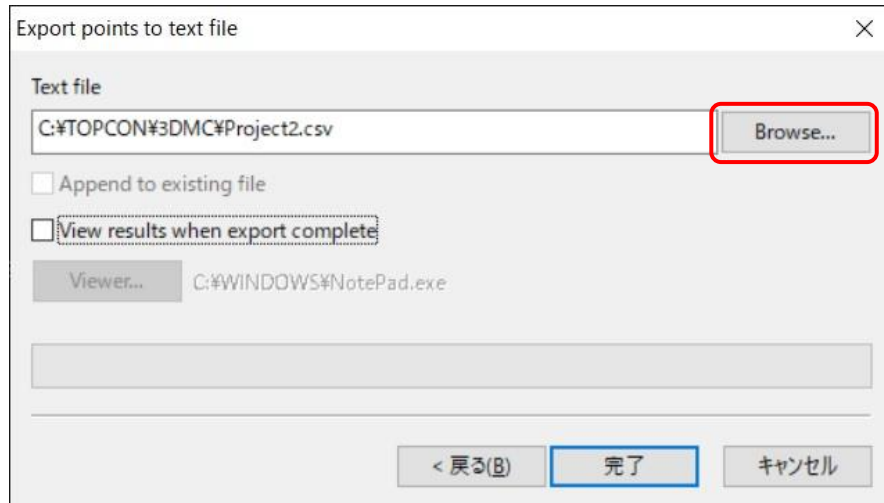 Export points to text file
Text file
C:¥TOPCON¥3DMC¥Project2.csv
Browse...
Append to existing file
View results when export complete
Viewer...
C:¥WINDOWS¥NotePad.exe
< 戻る(B)
完了
キャンセル